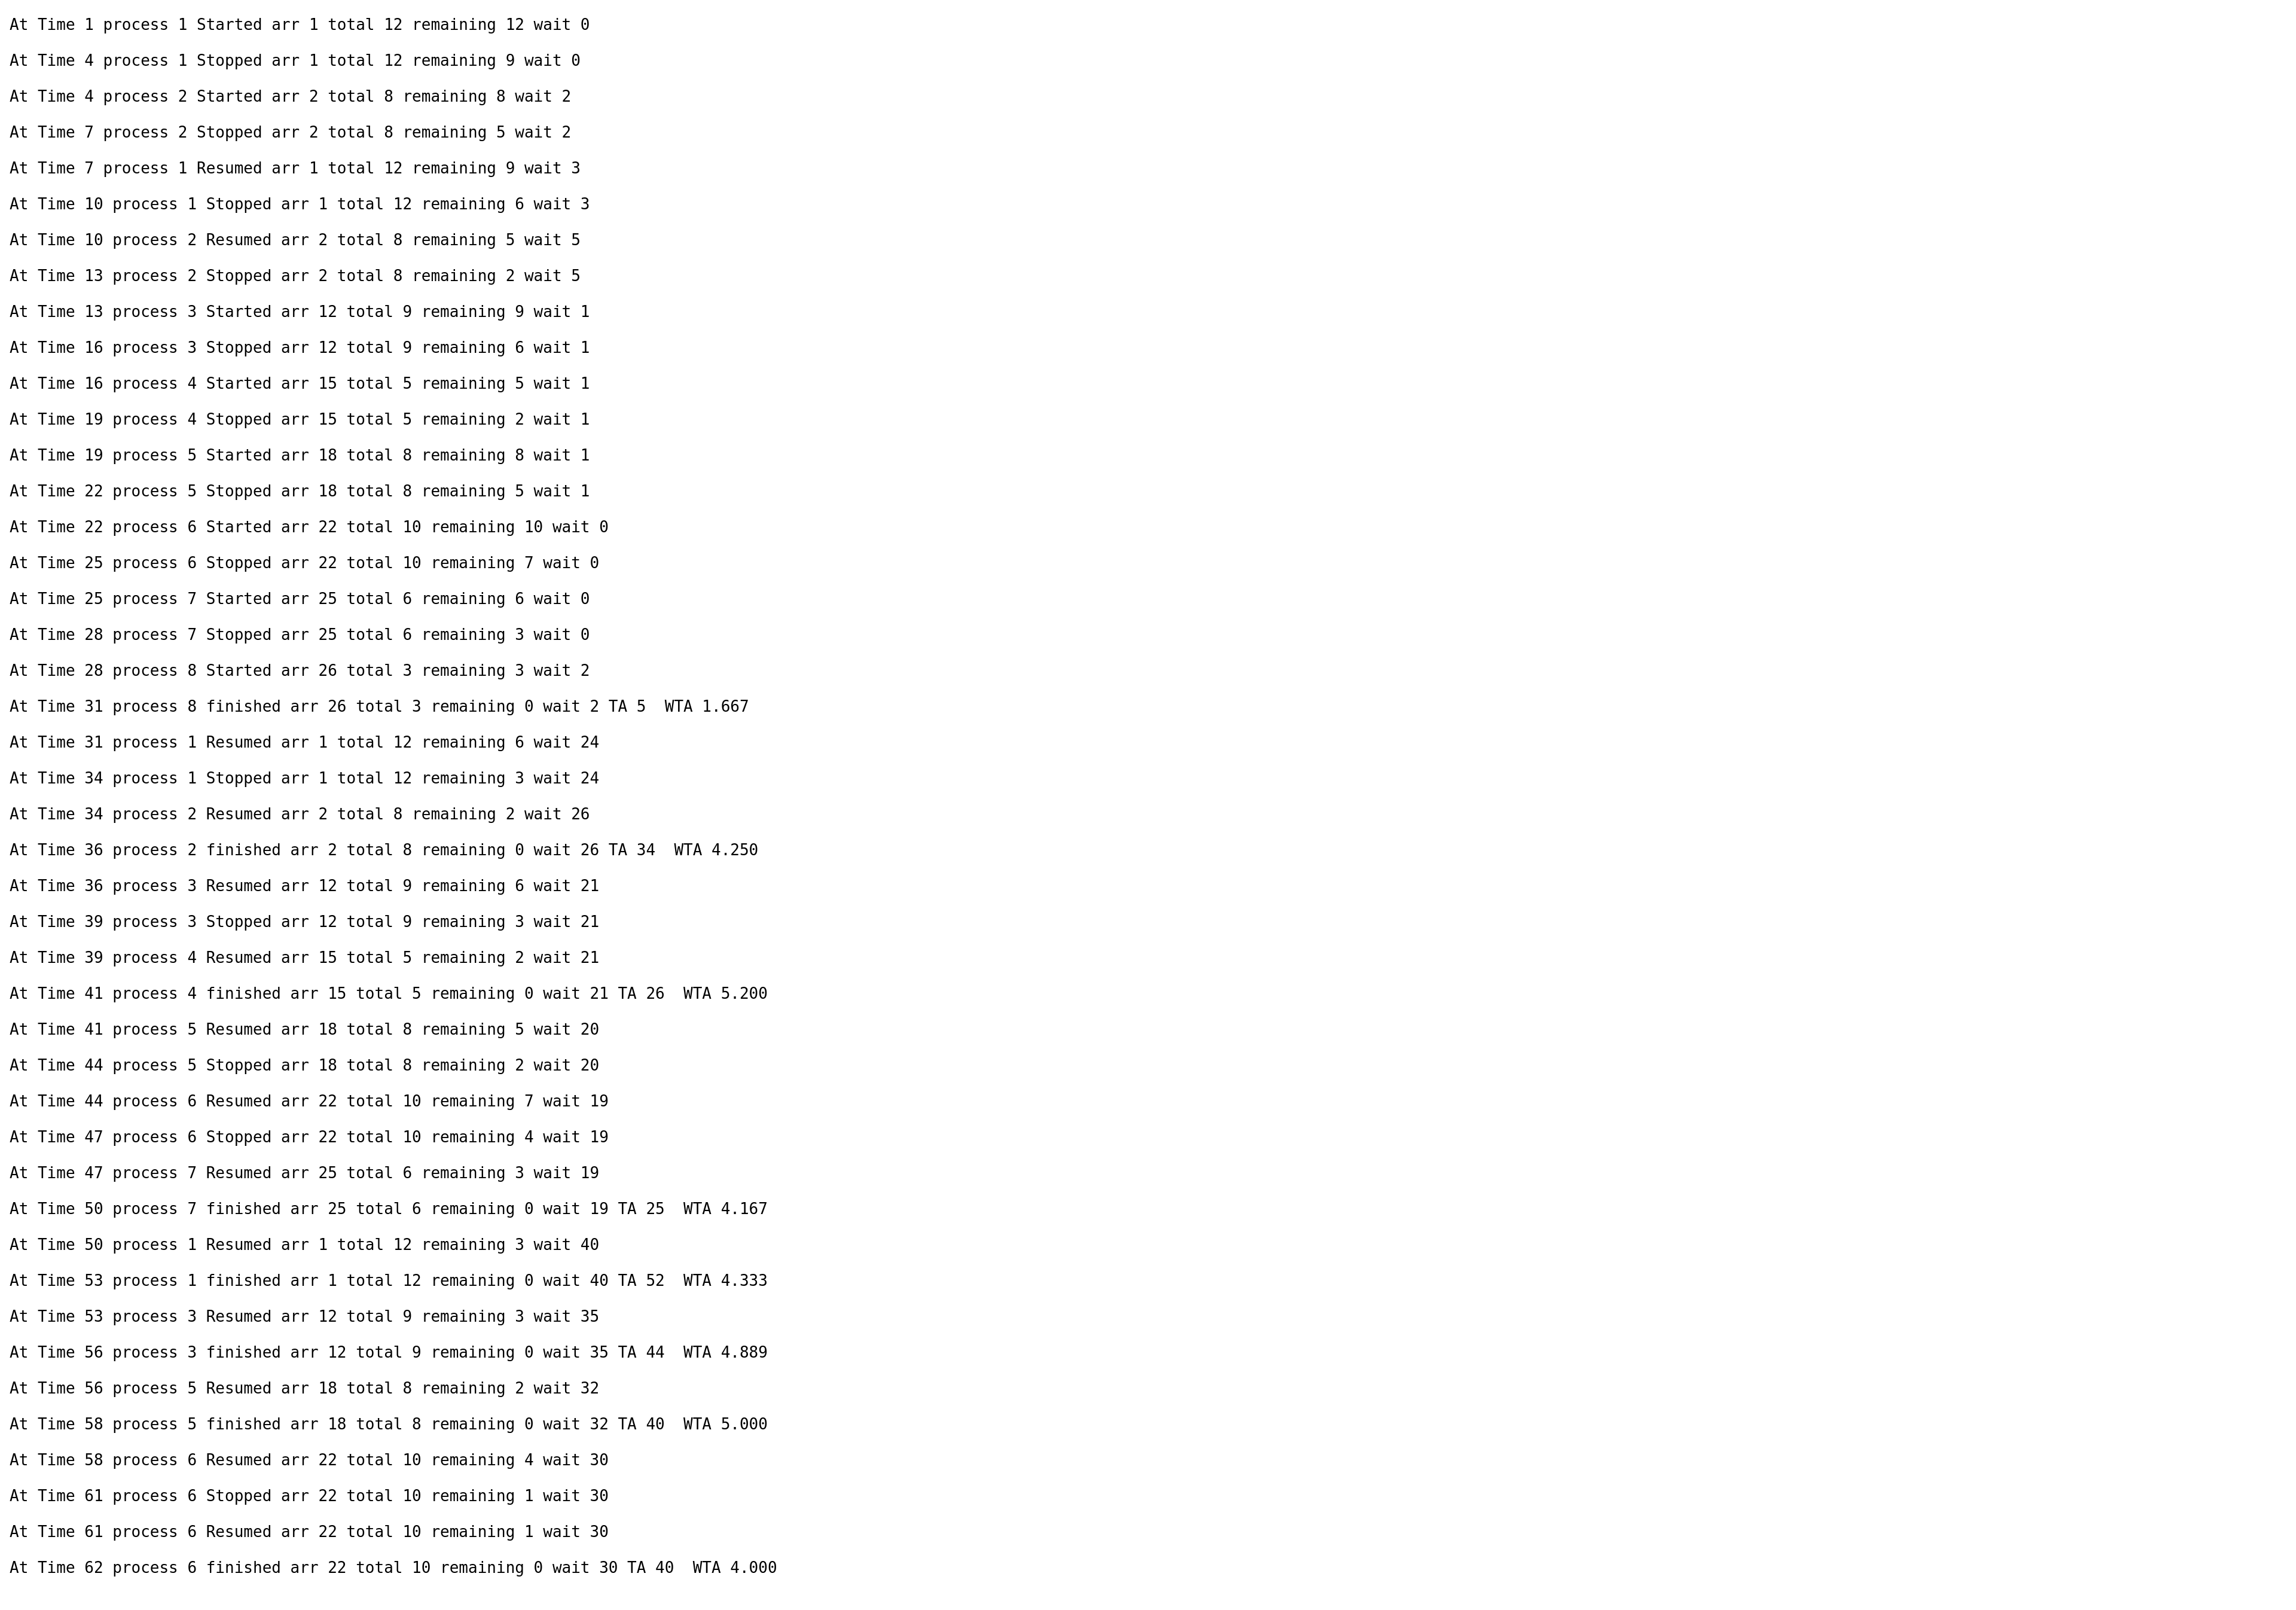 At Time 1 process 1 Started arr 1 total 12 remaining 12 wait 0
At Time 4 process 1 Stopped arr 1 total 12 remaining 9 wait 0
At Time 4 process 2 Started arr 2 total 8 remaining 8 wait 2
At Time 7 process 2 Stopped arr 2 total 8 remaining 5 wait 2
At Time 7 process 1 Resumed arr 1 total 12 remaining 9 wait 3
At Time 10 process 1 Stopped arr 1 total 12 remaining 6 wait 3
At Time 10 process 2 Resumed arr 2 total 8 remaining 5 wait 5
At Time 13 process 2 Stopped arr 2 total 8 remaining 2 wait 5
At Time 13 process 3 Started arr 12 total 9 remaining 9 wait 1
At Time 16 process 3 Stopped arr 12 total 9 remaining 6 wait 1
At Time 16 process 4 Started arr 15 total 5 remaining 5 wait 1
At Time 19 process 4 Stopped arr 15 total 5 remaining 2 wait 1
At Time 19 process 5 Started arr 18 total 8 remaining 8 wait 1
At Time 22 process 5 Stopped arr 18 total 8 remaining 5 wait 1
At Time 22 process 6 Started arr 22 total 10 remaining 10 wait 0
At Time 25 process 6 Stopped arr 22 total 10 remaining 7 wait 0
At Time 25 process 7 Started arr 25 total 6 remaining 6 wait 0
At Time 28 process 7 Stopped arr 25 total 6 remaining 3 wait 0
At Time 28 process 8 Started arr 26 total 3 remaining 3 wait 2
At Time 31 process 8 finished arr 26 total 3 remaining 0 wait 2 TA 5  WTA 1.667
At Time 31 process 1 Resumed arr 1 total 12 remaining 6 wait 24
At Time 34 process 1 Stopped arr 1 total 12 remaining 3 wait 24
At Time 34 process 2 Resumed arr 2 total 8 remaining 2 wait 26
At Time 36 process 2 finished arr 2 total 8 remaining 0 wait 26 TA 34  WTA 4.250
At Time 36 process 3 Resumed arr 12 total 9 remaining 6 wait 21
At Time 39 process 3 Stopped arr 12 total 9 remaining 3 wait 21
At Time 39 process 4 Resumed arr 15 total 5 remaining 2 wait 21
At Time 41 process 4 finished arr 15 total 5 remaining 0 wait 21 TA 26  WTA 5.200
At Time 41 process 5 Resumed arr 18 total 8 remaining 5 wait 20
At Time 44 process 5 Stopped arr 18 total 8 remaining 2 wait 20
At Time 44 process 6 Resumed arr 22 total 10 remaining 7 wait 19
At Time 47 process 6 Stopped arr 22 total 10 remaining 4 wait 19
At Time 47 process 7 Resumed arr 25 total 6 remaining 3 wait 19
At Time 50 process 7 finished arr 25 total 6 remaining 0 wait 19 TA 25  WTA 4.167
At Time 50 process 1 Resumed arr 1 total 12 remaining 3 wait 40
At Time 53 process 1 finished arr 1 total 12 remaining 0 wait 40 TA 52  WTA 4.333
At Time 53 process 3 Resumed arr 12 total 9 remaining 3 wait 35
At Time 56 process 3 finished arr 12 total 9 remaining 0 wait 35 TA 44  WTA 4.889
At Time 56 process 5 Resumed arr 18 total 8 remaining 2 wait 32
At Time 58 process 5 finished arr 18 total 8 remaining 0 wait 32 TA 40  WTA 5.000
At Time 58 process 6 Resumed arr 22 total 10 remaining 4 wait 30
At Time 61 process 6 Stopped arr 22 total 10 remaining 1 wait 30
At Time 61 process 6 Resumed arr 22 total 10 remaining 1 wait 30
At Time 62 process 6 finished arr 22 total 10 remaining 0 wait 30 TA 40  WTA 4.000